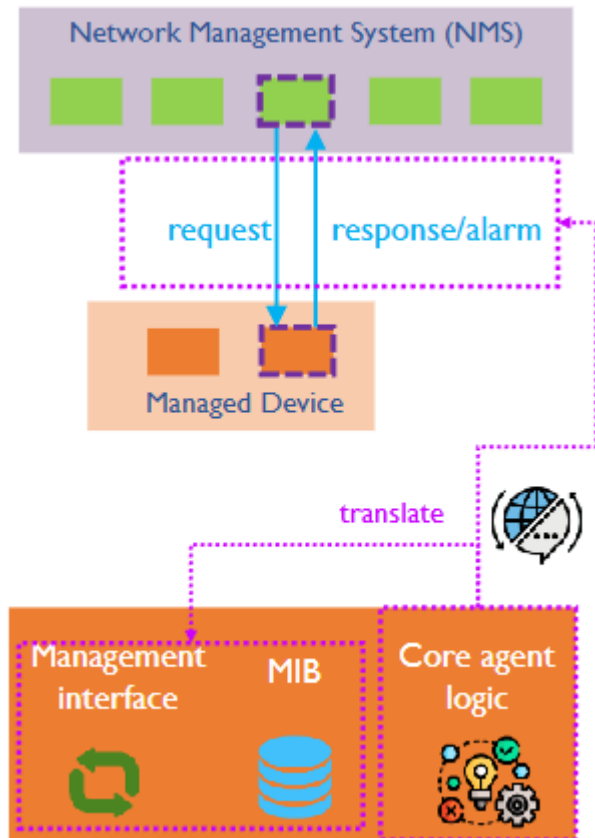 Network Management System (NMS)
request
response/alarm
Managed Device
translate
Management
interface
MIB
Core agent
logic